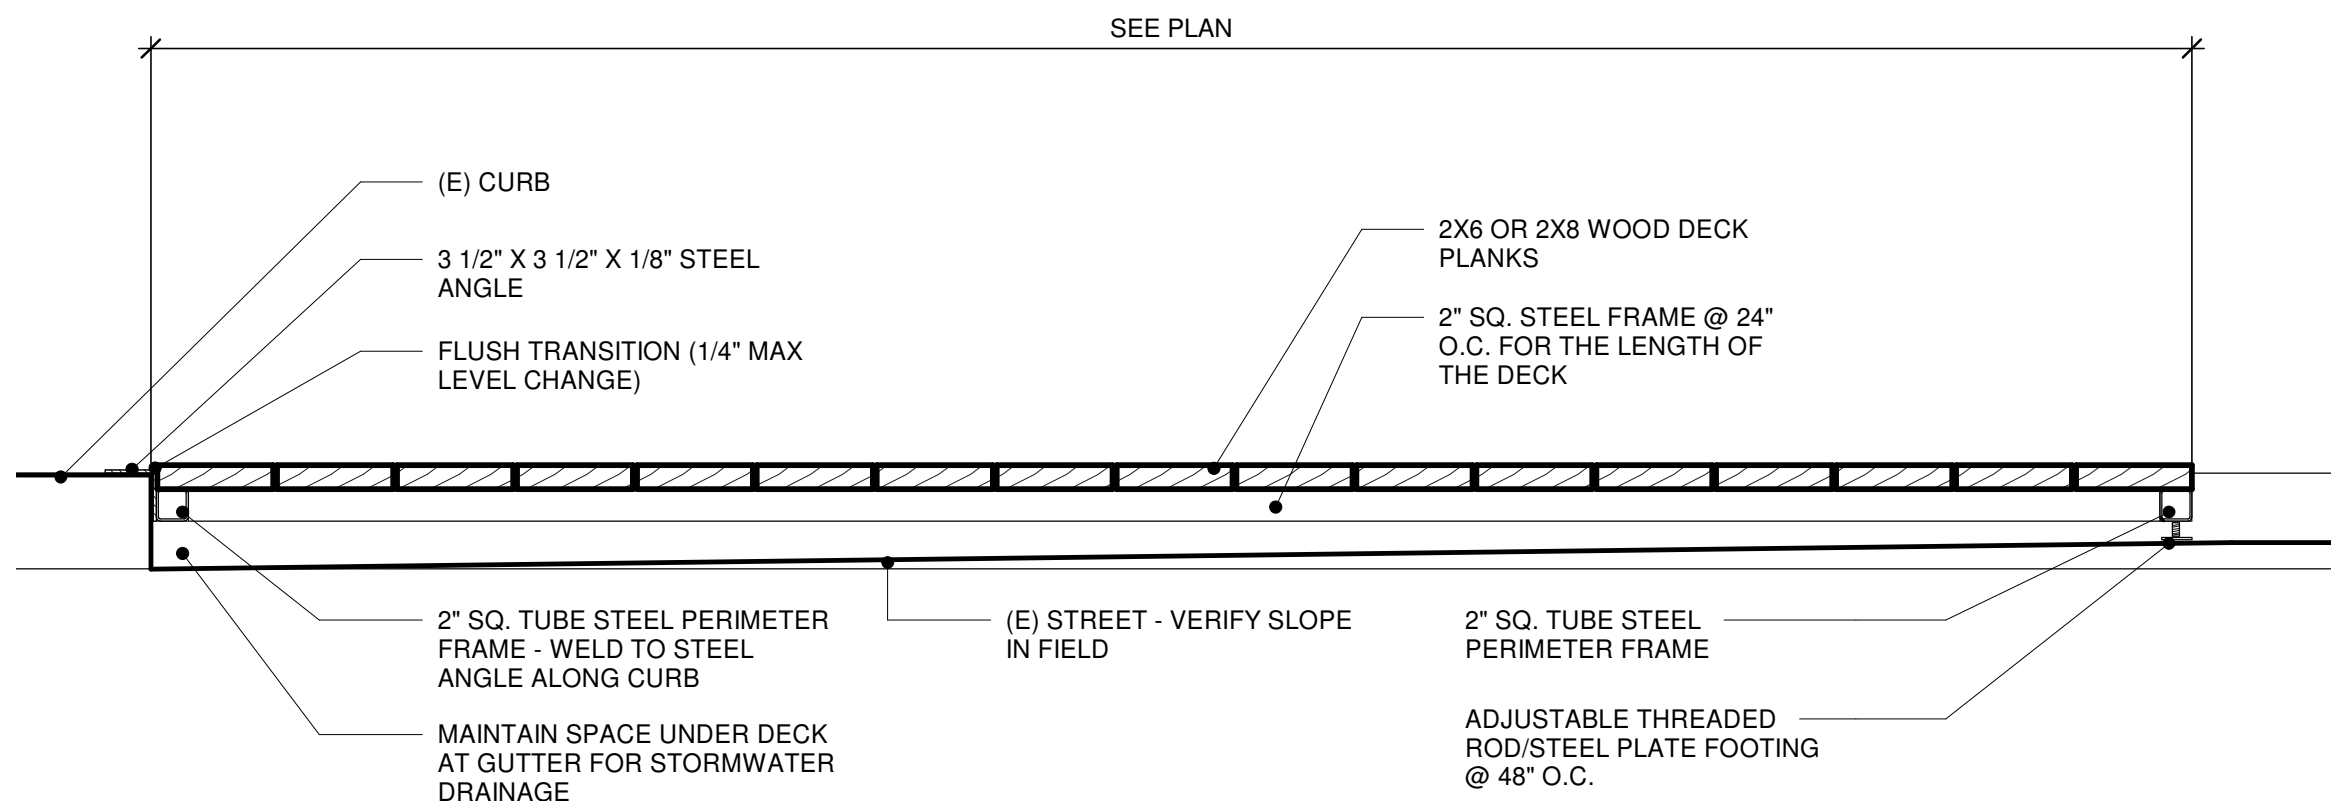 SEE PLAN
(E) CURB
3 1/2" X 3 1/2" X 1/8" STEEL
ANGLE
FLUSH TRANSITION (1/4" MAX
LEVEL CHANGE)
2X6 OR 2X8 WOOD DECK
PLANKS
2" SQ. STEEL FRAME @ 24"
O.C. FOR THE LENGTH OF
THE DECK
2" SQ. TUBE STEEL PERIMETER
FRAME - WELD TO STEEL
ANGLE ALONG CURB
MAINTAIN SPACE UNDER DECK
AT GUTTER FOR STORMWATER
DRAINAGE
(E) STREET - VERIFY SLOPE
IN FIELD
2" SQ. TUBE STEEL
PERIMETER FRAME
ADJUSTABLE THREADED
ROD/STEEL PLATE FOOTING
@ 48" O.C.